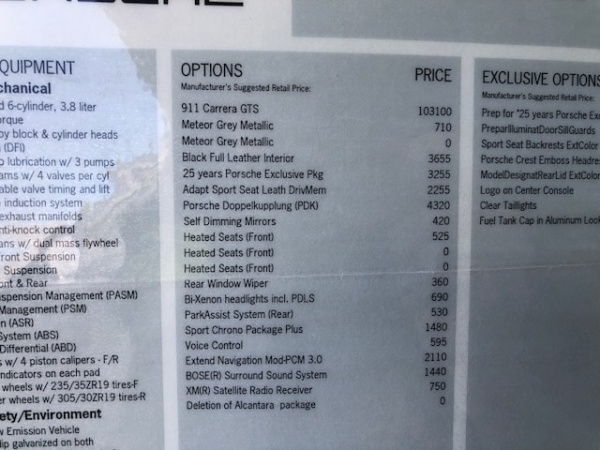 QUIPMENT
chanical
d 6-cylinder, 3.8 liter
orque
oy block & cylinder heads
(DFI)
p lubrication w/ 3 pumps
ams w/ 4 valves per cyl
able valve timing and lift
induction system
exhaust manifolds
nti-knock control
ans w/ dual mass flywheel
ront Suspension
Suspension
ont & Rear
spension Management (PASM)
Management (PSM)
n (ASR)
System (ABS)
Differential (ABD)
s w/ 4 piston calipers - F/R
ndicators on each pad
wheels w/ 235/35ZR19 tires-F
r wheels w/ 305/30ZR19 tires-R
ety/Environment
w Emission Vehicle
lip galvanized on both
OPTIONS PRICE
Manufacturer's Suggested Retail Price:
911 Carrera GTS 103100
Meteor Grey Metallic 710
Meteor Grey Metallic 0
Black Full Leather Interior 3655
25 years Porsche Exclusive Pkg 3255
Adapt Sport Seat Leath DrivMem 2255
Porsche Doppelkupplung (PDK) 4320
Self Dimming Mirrors 420
Heated Seats (Front) 525
Heated Seats (Front) 0
Heated Seats (Front) 0
Rear Window Wiper 360
Bi-Xenon headlights incl. PDLS 690
ParkAssist System (Rear) 530
Sport Chrono Package Plus 1480
Voice Control 595
Extend Navigation Mod-PCM 3.0 2110
BOSE(R) Surround Sound System 1440
XM(R) Satellite Radio Receiver 750
Deletion of Alcantara package 0
EXCLUSIVE OPTIONS
Manufacturer's Suggested Retail Price:
Prep for "25 years Porsche Ex
PreparIlluminatDoorSillGuards
Sport Seat Backrests ExtColor
Porsche Crest Emboss Headres
ModelDesignatRearLid ExtColor
Logo on Center Console
Clear Taillights
Fuel Tank Cap in Aluminum Look